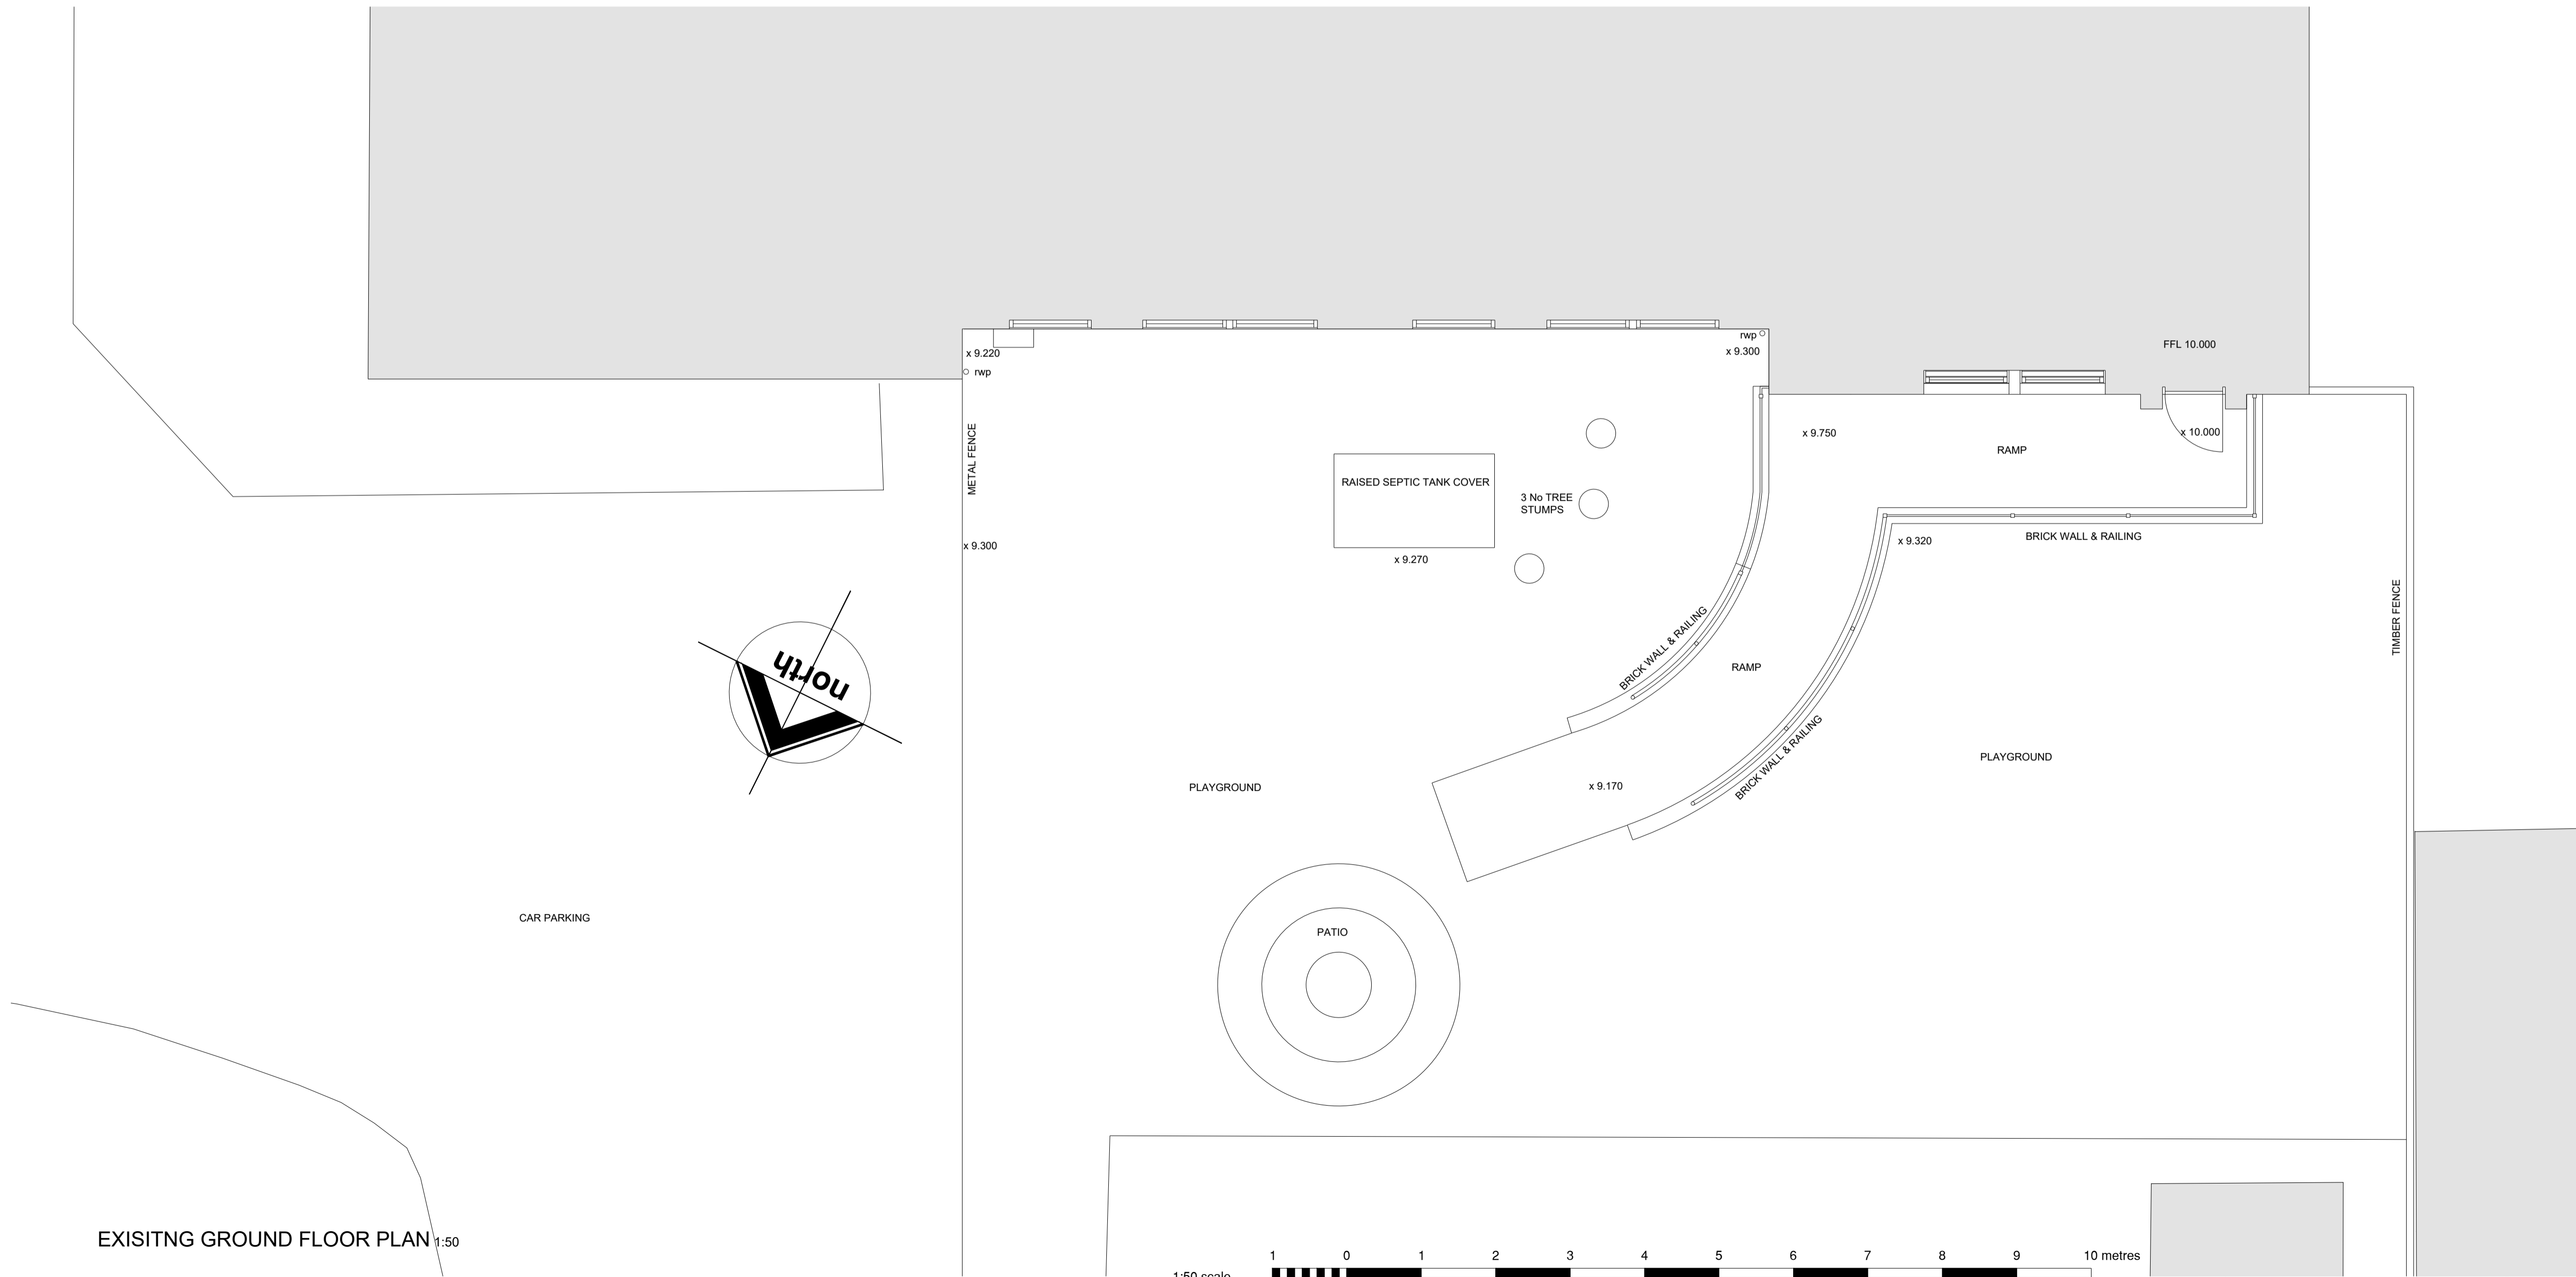 FFL 10.000
rwp
x 9.300
x 9.220
rwp
x 9.750
x 10.000
METAL FENCE
RAMP
RAISED SEPTIC TANK COVER
3 No TREE
STUMPS
x 9.300
x 9.270
x 9.320
BRICK WALL & RAILING
TIMBER FENCE
north
BRICK WALL & RAILING
RAMP
BRICK WALL & RAILING
PLAYGROUND
PLAYGROUND
x 9.170
CAR PARKING
PATIO
EXISITNG GROUND FLOOR PLAN 1:50
1 0 1 2 3 4 5 6 7 8 9 10 metres
1:50 scale